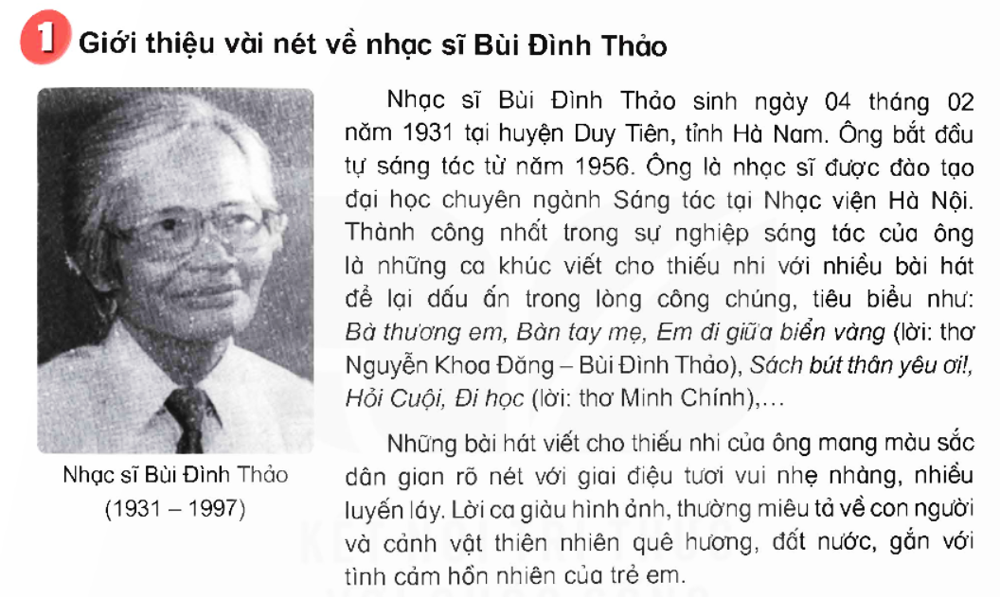 1 Giới thiệu vài nét về nhạc sĩ Bùi Đình Thảo
Nhạc sĩ Bùi Đình Thảo sinh ngày 04 tháng 02
năm 1931 tại huyện Duy Tiên, tỉnh Hà Nam. Ông bắt đầu
tự sáng tác từ năm 1956. Ông là nhạc sĩ được đào tạo
đại học chuyên ngành Sáng tác tại Nhạc viện Hà Nội.
Thành công nhất trong sự nghiệp sáng tác của ông
là những ca khúc viết cho thiếu nhi với nhiều bài hát
để lại dấu ấn trong lòng công chúng, tiêu biểu như:
Bà thương em, Bàn tay mẹ, Em đi giữa biển vàng (lời: thơ
Nguyễn Khoa Đăng – Bùi Đình Thảo), Sách bút thân yêu ơi!,
Hỏi Cuội, Đi học (lời: thơ Minh Chính),...
Những bài hát viết cho thiếu nhi của ông mang màu sắc
dân gian rõ nét với giai điệu tươi vui nhẹ nhàng, nhiều
luyến láy. Lời ca giàu hình ảnh, thường miêu tả về con người
và cảnh vật thiên nhiên quê hương, đất nước, gắn với
tình cảm hồn nhiên của trẻ em.
Nhạc sĩ Bùi Đình Thảo
(1931 – 1997)
KẾT NỐI TRI THỨC